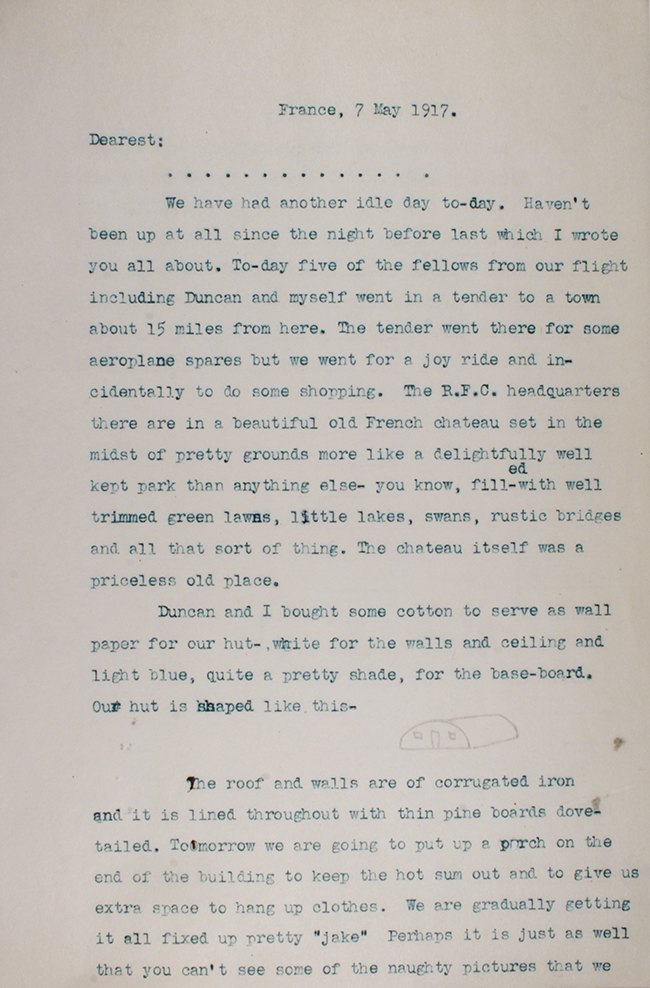 France, 7 May 1917.
Dearest:
. . . . . . . . . . . . . .
We have had another idle day to-day. Haven't
been up at all since the night before last which I wrote
you all about. To-day five of the fellows from our flight
including Duncan and myself went in a tender to a town
about 15 miles from here. The tender went there for some
aeroplane spares but we went for a joy ride and in-
cidentally to do some shopping. The R.F.C. headquarters
there are in a beautiful old French chateau set in the
midst of pretty grounds more like a delightfully well
ed
kept park than anything else- you know, fill-with well
trimmed green lawns, little lakes, swans, rustic bridges
and all that sort of thing. The chateau itself was a
priceless old place.
Duncan and I bought some cotton to serve as wall
paper for our hut-,white for the walls and ceiling and
light blue, quite a pretty shade, for the base-board.
Our hut is shaped like this-
The roof and walls are of corrugated iron
and it is lined throughout with thin pine boards dove-
tailed. Tomorrow we are going to put up a porch on the
end of the building to keep the hot sum out and to give us
extra space to hang up clothes. We are gradually getting
it all fixed up pretty "jake" Perhaps it is just as well
that you can't see some of the naughty pictures that we